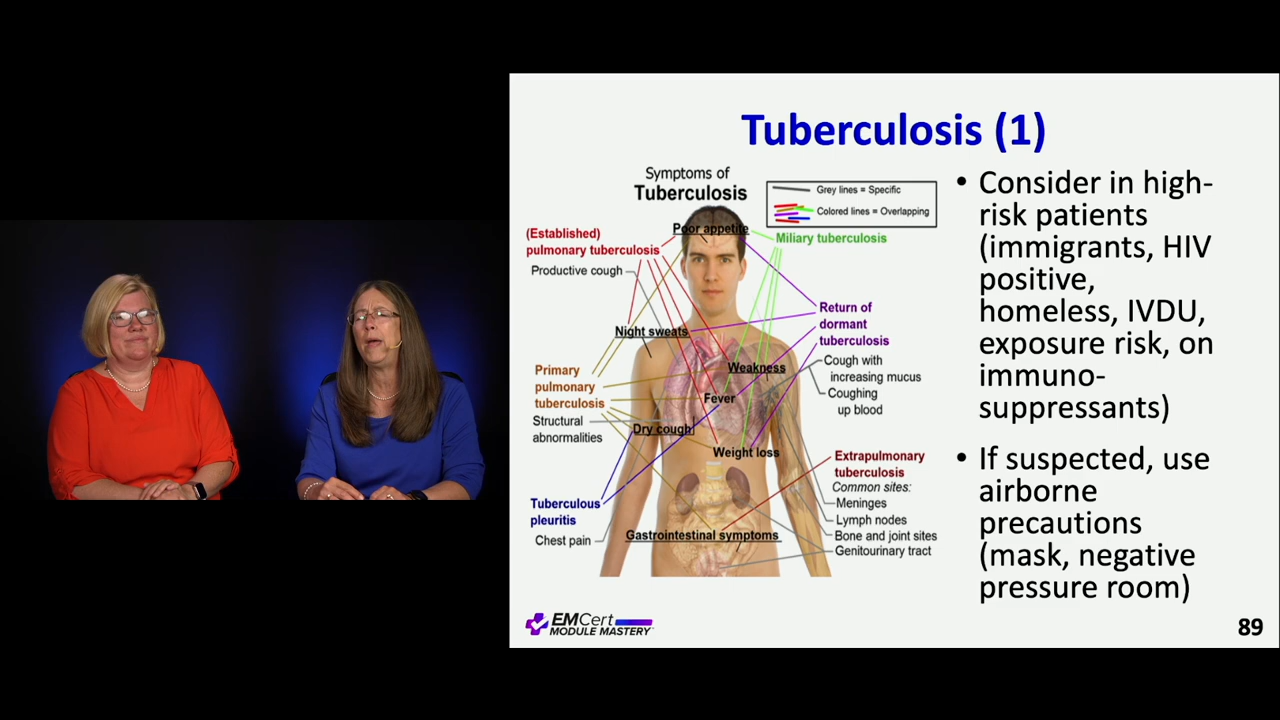 Tuberculosis (1)
Symptoms of
Tuberculosis
Grey lines = Specific
Colored lines = Overlapping
Poor appetite
(Established)
pulmonary tuberculosis
Productive cough
Miliary tuberculosis
Night sweats
Return of
dormant
tuberculosis
Cough with
increasing mucus
Coughing
up blood
Weakness
Primary
pulmonary
tuberculosis
Structural
abnormalities
Fever
Dry cough
Weight loss
Extrapulmonary
tuberculosis
Common sites:
Meninges
Lymph nodes
Bone and joint sites
Genitourinary tract
Tuberculous
pleuritis
Chest pain
Gastrointestinal symptoms
• Consider in high-
risk patients
(immigrants, HIV
positive,
homeless, IVDU,
exposure risk, on
immuno-
suppressants)
• If suspected, use
airborne
precautions
(mask, negative
pressure room)
EMCert
MODULE MASTERY
89